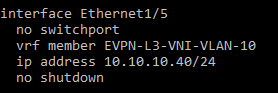 interface Ethernet1/5
  no switchport
  vrf member EVPN-L3-VNI-VLAN-10
  ip address 10.10.10.40/24
  no shutdown